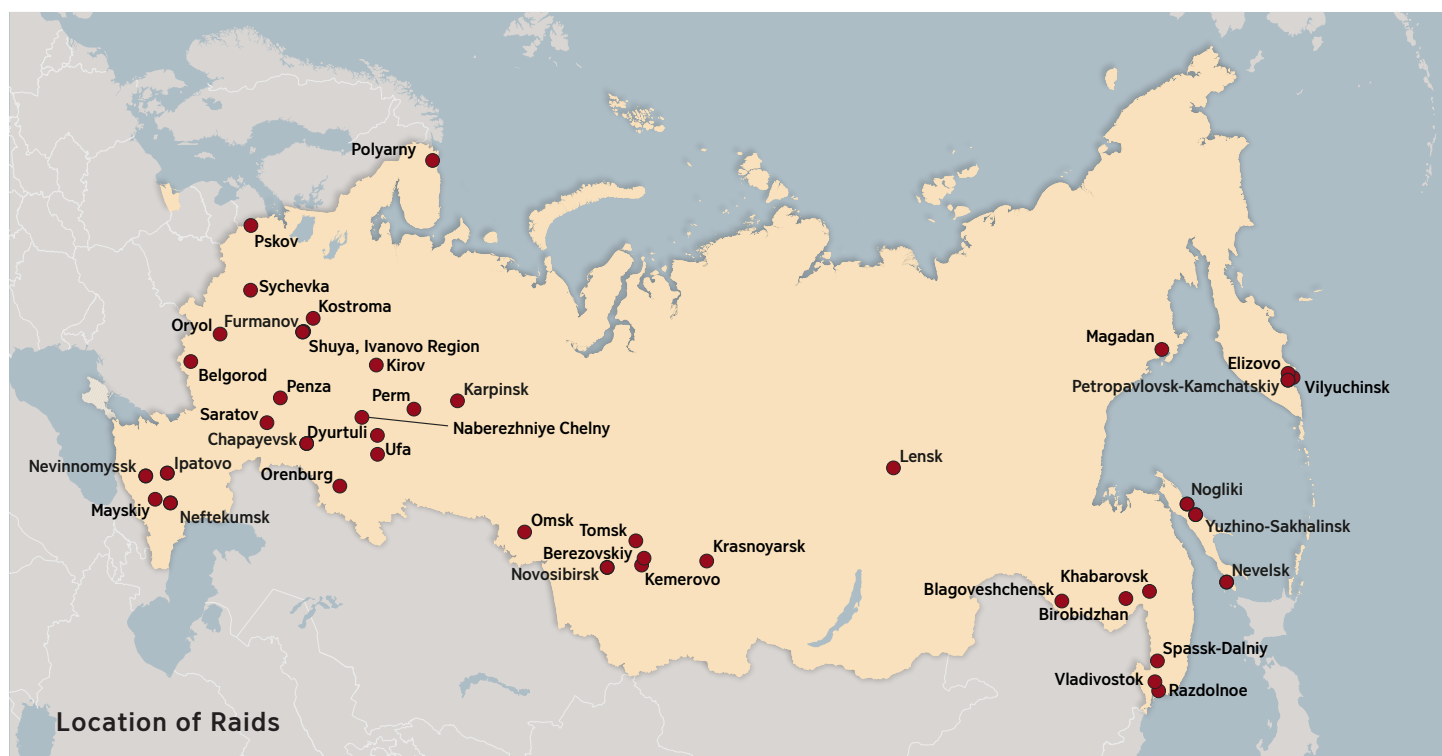 Polyarny
Pskov
Sychevka
Kostroma
Oryol
Furmanov
Shuya, Ivanovo Region
Kirov
Belgorod
Penza
Perm
Karpinsk
Saratov
Naberezhniye Chelny
Chapayevsk
Dyurtuli
Ufa
Nevinnomyssk
Ipatovo
Orenburg
Mayskiy
Neftekumsk
Omsk
Tomsk
Berezovskiy
Novosibirsk
Kemerovo
Krasnoyarsk
Lensk
Magadan
Elizovo
Petropavlovsk-Kamchatskiy
Vilyuchinsk
Nogliki
Yuzhino-Sakhalinsk
Nevelsk
Khabarovsk
Blagoveshchensk
Birobidzhan
Spassk-Dalniy
Vladivostok
Razdolnoe
Location of Raids